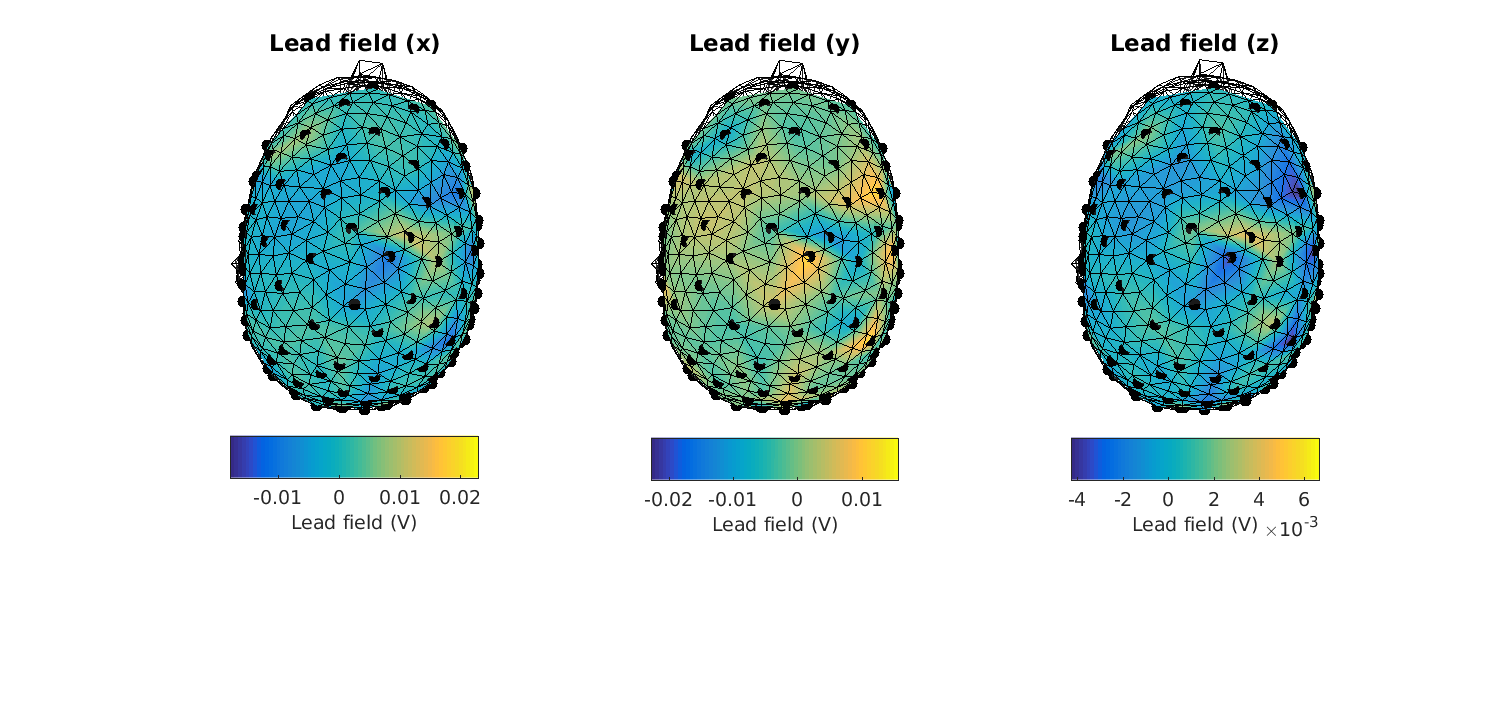 Lead field (x)
Lead field (y)
Lead field (z)
-0.01 0 0.01 0.02
Lead field (V)
-0.02 -0.01 0 0.01
Lead field (V)
-4 -2 0 2 4 6
Lead field (V) ×10-3